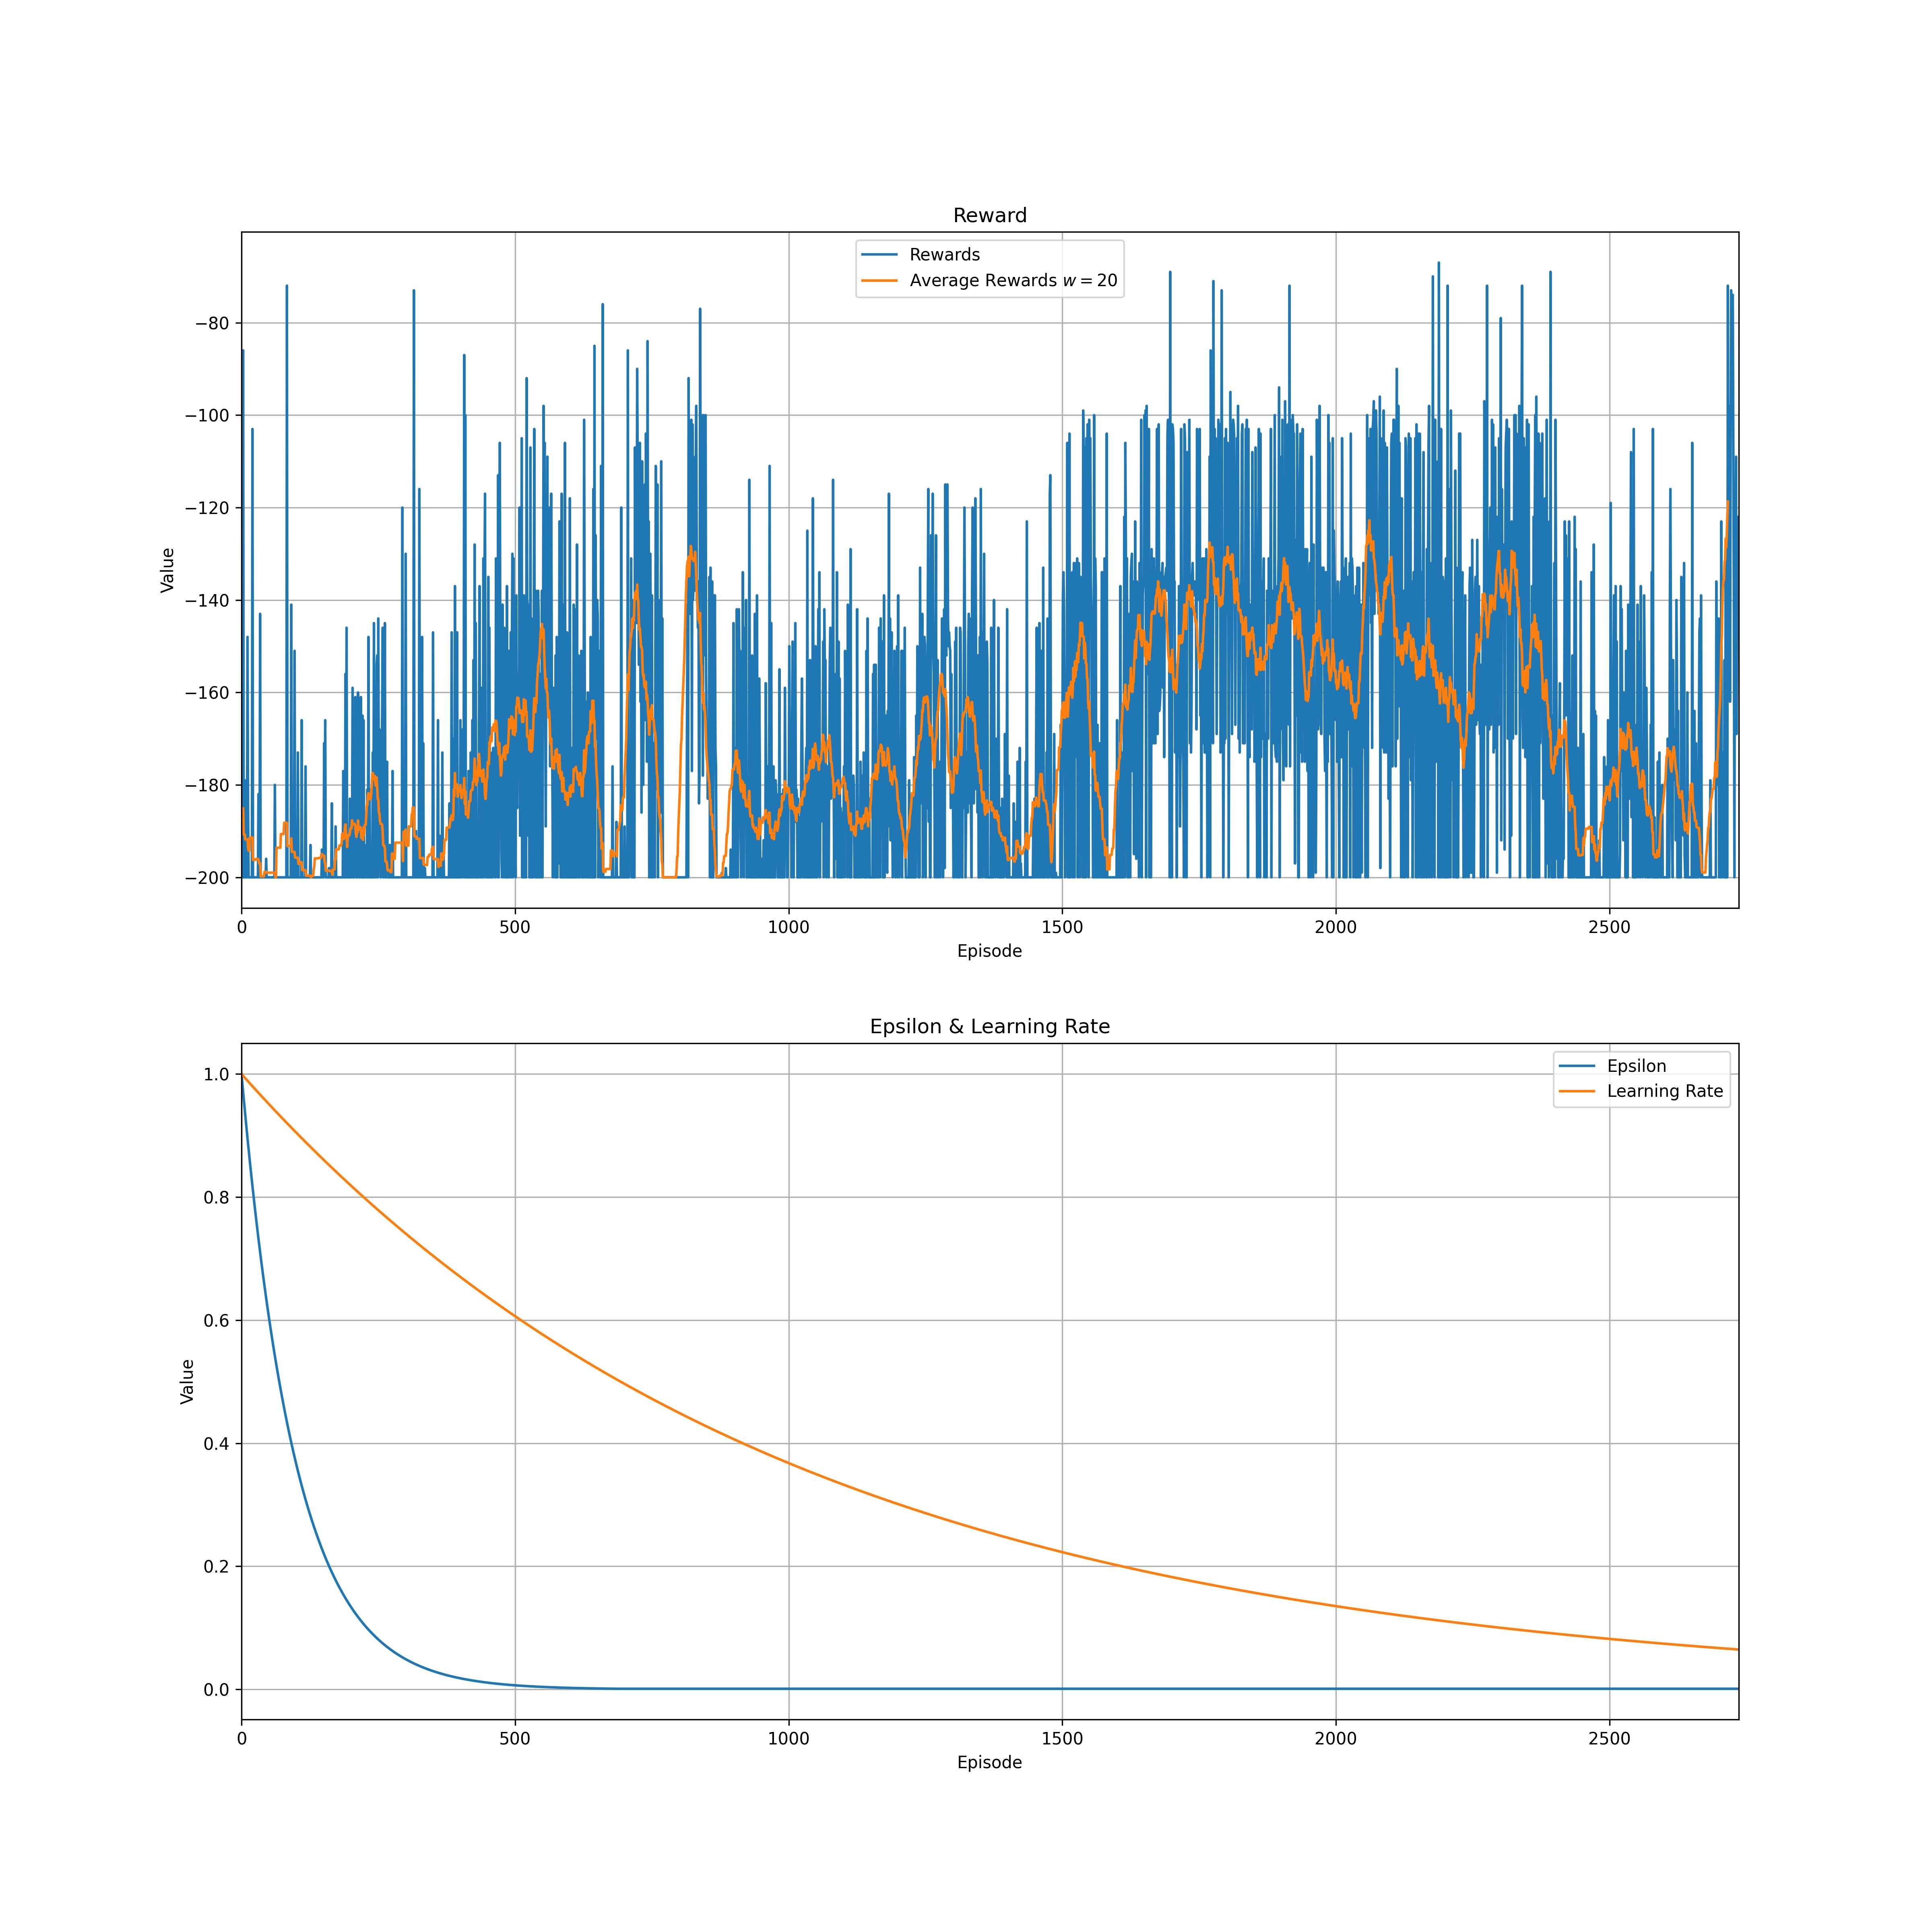 Reward
Rewards
Average Rewards w = 20
Value
−80
−100
−120
−140
−160
−180
−200
0 500 1000 1500 2000 2500
Episode
Epsilon & Learning Rate
Epsilon
Learning Rate
Value
1.0
0.8
0.6
0.4
0.2
0.0
0 500 1000 1500 2000 2500
Episode